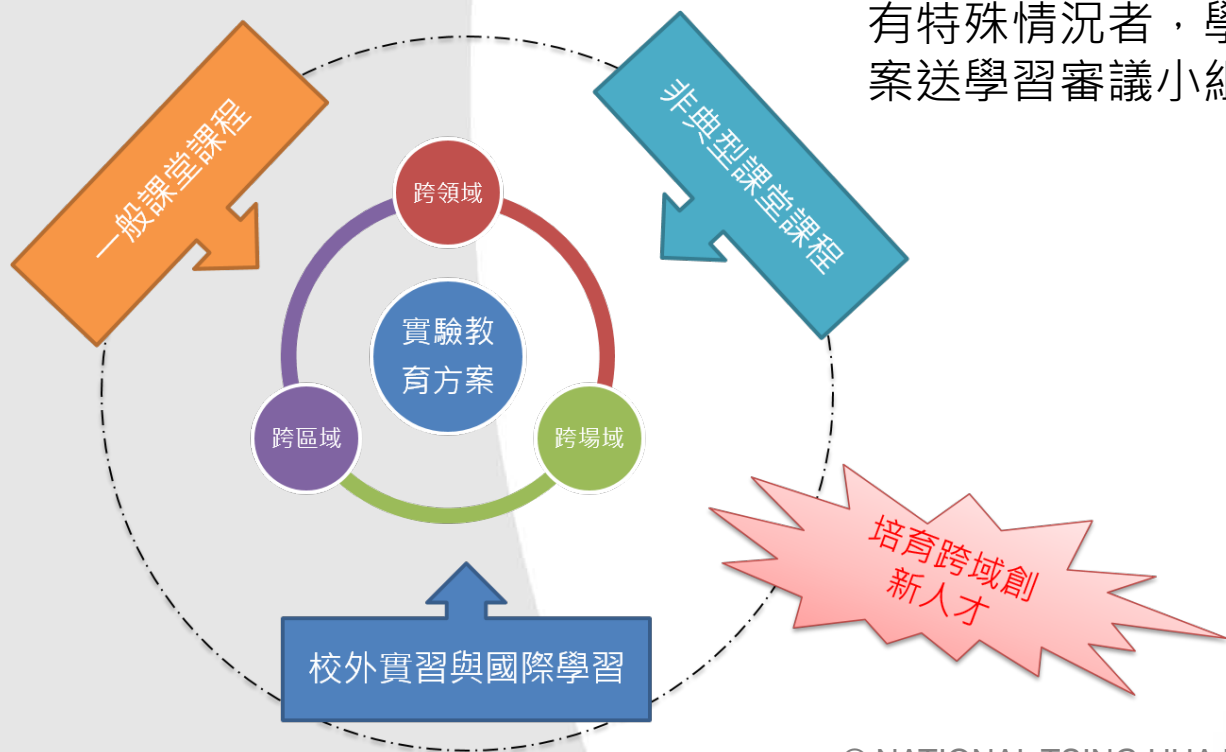 有特殊情況者，學
案送學習審議小組
一般課堂課程
非典型課堂課程
跨領域
實驗教
育方案
跨區域
跨場域
培育跨域創
新人才
校外實習與國際學習
© NATIONAL TSING HUA